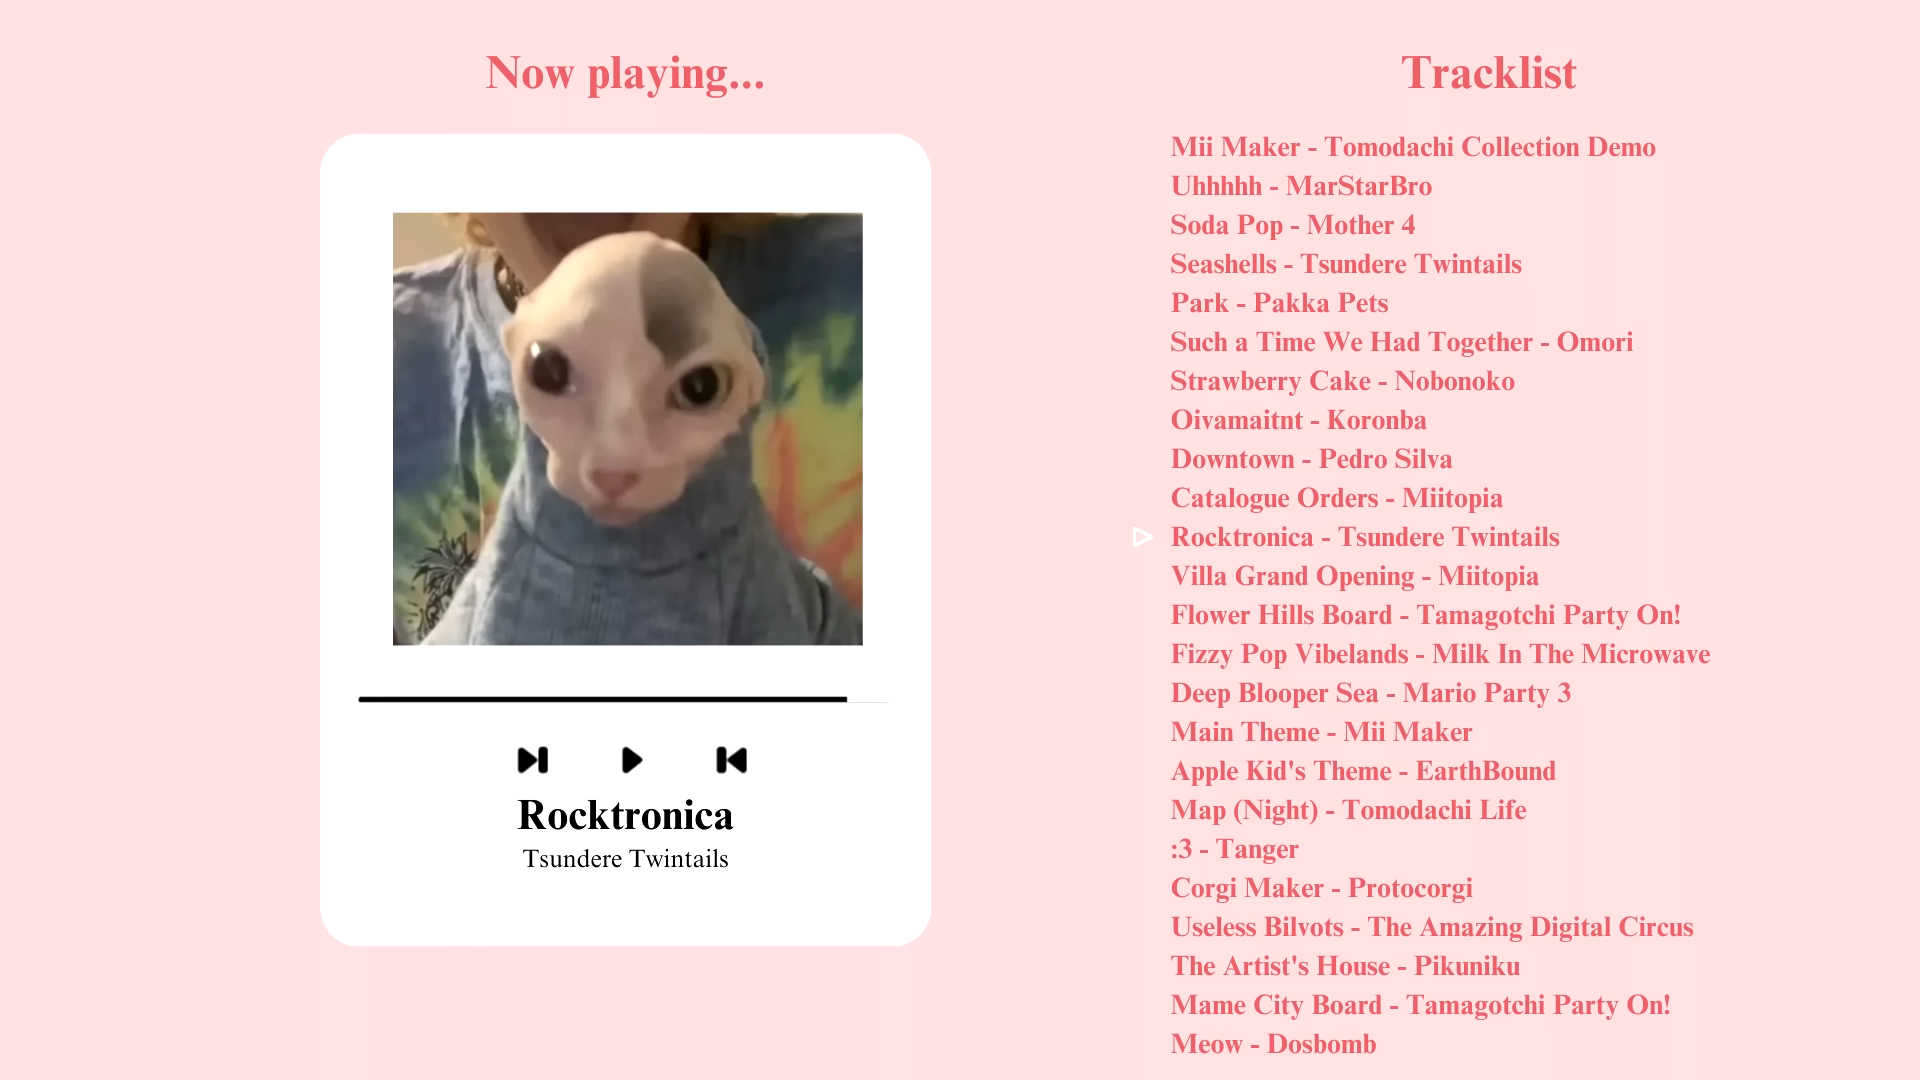 Now playing...
Rocktronica
Tsundere Twintails
Tracklist
Mii Maker - Tomodachi Collection Demo
Uhhhhh - MarStarBro
Soda Pop - Mother 4
Seashells - Tsundere Twintails
Park - Pakka Pets
Such a Time We Had Together - Omori
Strawberry Cake - Nobonoko
Oivamaitnt - Koronba
Downtown - Pedro Silva
Catalogue Orders - Miitopia
Rocktronica - Tsundere Twintails
Villa Grand Opening - Miitopia
Flower Hills Board - Tamagotchi Party On!
Fizzy Pop Vibelands - Milk In The Microwave
Deep Blooper Sea - Mario Party 3
Main Theme - Mii Maker
Apple Kid's Theme - EarthBound
Map (Night) - Tomodachi Life
:3 - Tanger
Corgi Maker - Protocorgi
Useless Bilvots - The Amazing Digital Circus
The Artist's House - Pikuniku
Mame City Board - Tamagotchi Party On!
Meow - Dosbomb